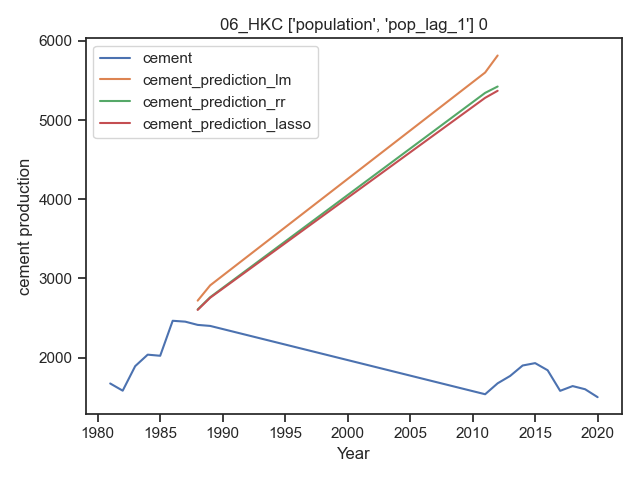 06_HKC ['population', 'pop_lag_1'] 0
cement
cement_prediction_lm
cement_prediction_rr
cement_prediction_lasso
6000
5000
4000
3000
2000
cement production
1980 1985 1990 1995 2000 2005 2010 2015 2020
Year